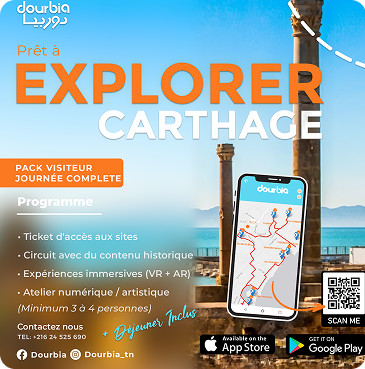 dourbia
دوربيا
Prêt à
EXPLORER
CARTHAGE
PACK VISITEUR
JOURNÉE COMPLETE
Programme
• Ticket d'accès aux sites
• Circuit avec du contenu historique
• Expériences immersives (VR + AR)
• Atelier numérique / artistique
(Minimum 3 à 4 personnes)
+ Déjeuner Inclus
Contactez nous
TEL: +216 24 525 690
Dourbia Dourbia_tn
dourbia
SCAN ME
Available on the
App Store
GET IT ON
Google Play